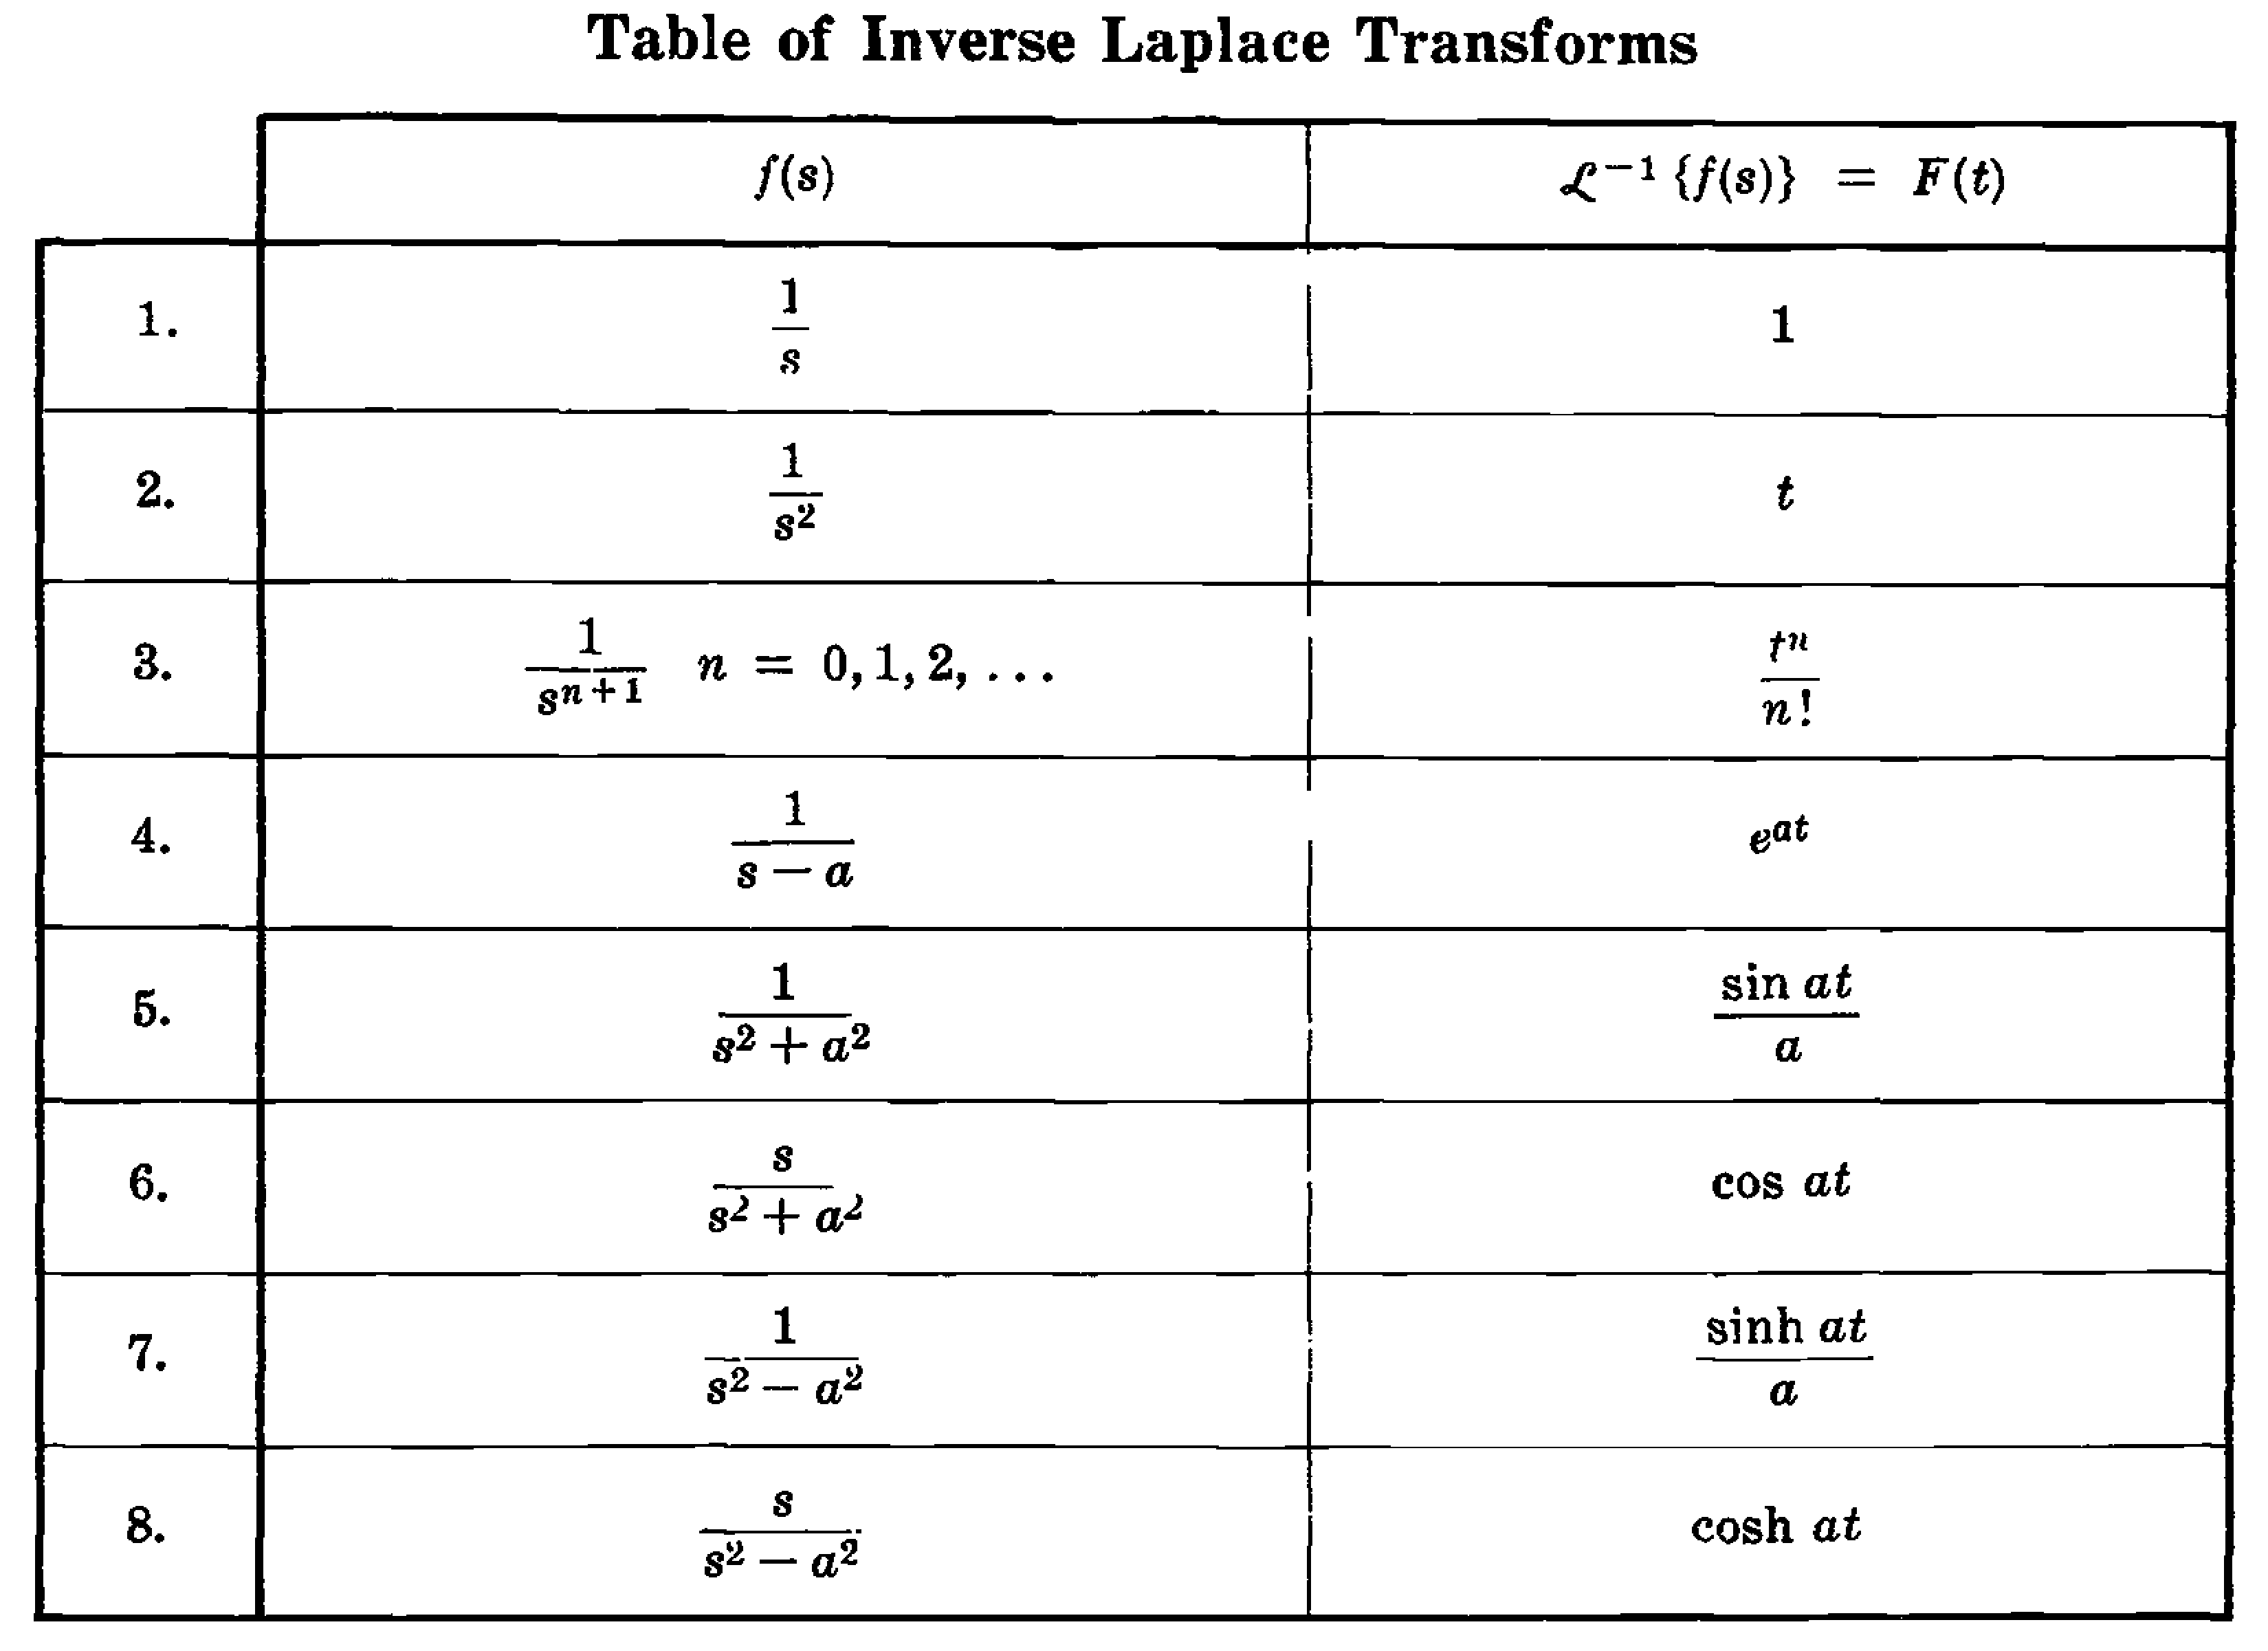 Table of Inverse Laplace Transforms
f(s) ℒ⁻¹ {f(s)} = F(t)
1. 1/s 1
2. 1/s² t
3. 1/sⁿ⁺¹ n = 0, 1, 2, ... tⁿ/n!
4. 1/(s − a) eᵃᵗ
5. 1/(s² + a²) sin at/a
6. s/(s² + a²) cos at
7. 1/(s² − a²) sinh at/a
8. s/(s² − a²) cosh at